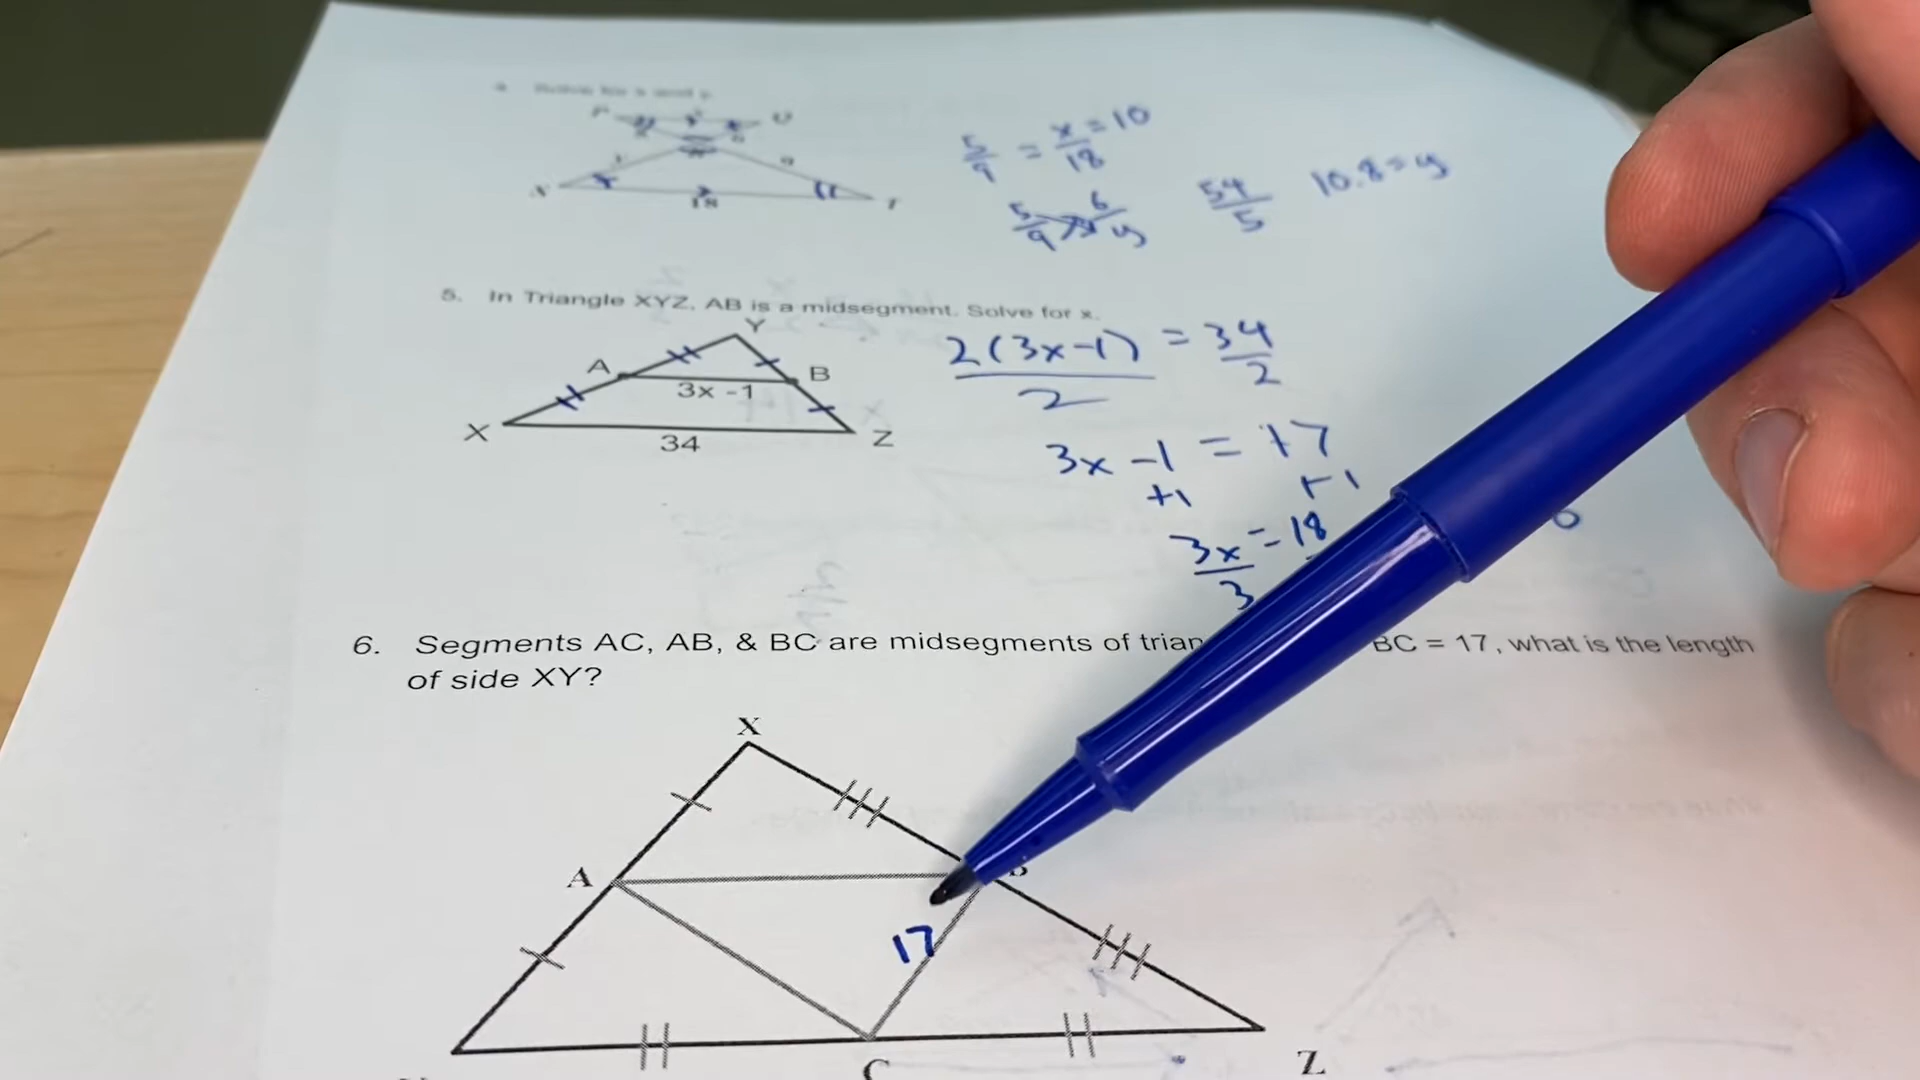 18
5/9 = x/18 = 10
5/9 6/y 54/5 10.8 = y
5. In Triangle XYZ, AB is a midsegment. Solve for x.
Y
A
B
3x -1
X
34
Z
2(3x-1)/2 = 34/2
3x -1 = 17
+1 +1
3x = 18
3
6. Segments AC, AB, & BC are midsegments of BC = 17, what is the length
of side XY?
X
A
B
17
C
Z